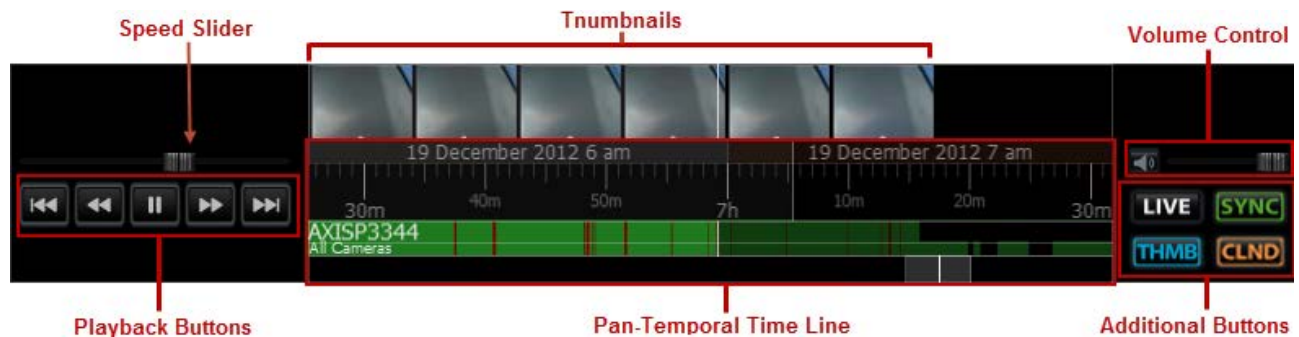 Speed Slider
Tnumbnails
Volume Control
19 December 2012 6 am
19 December 2012 7 am
30m
40m
50m
7h
10m
20m
30m
AXISP3344
All Cameras
LIVE
SYNC
THMB
CLND
Playback Buttons
Pan-Temporal Time Line
Additional Buttons